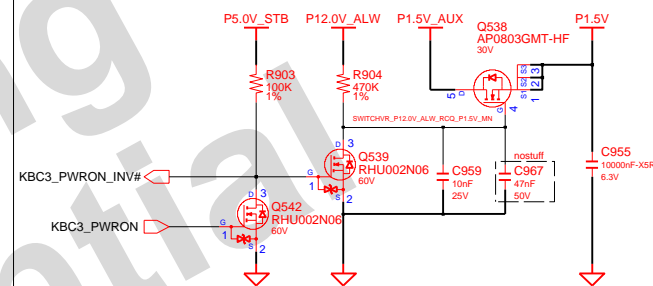 P5.0V_STB
P12.0V_ALW
P1.5V_AUX
Q538
AP0803GMT-HF
30V
P1.5V
R903
100K
1%
R904
470K
1%
5
D
S3
S2
S1
3
2
1
G
4
SWITCHVR_P12.0V_ALW_RCQ_P1.5V_MN
KBC3_PWRON_INV#
D
3
Q539
RHU002N06
60V
G
1
S
2
C959
10nF
25V
nostuff
C967
47nF
50V
C955
10000nF-X5R
6.3V
KBC3_PWRON
D
3
Q542
RHU002N06
60V
G
1
S
2